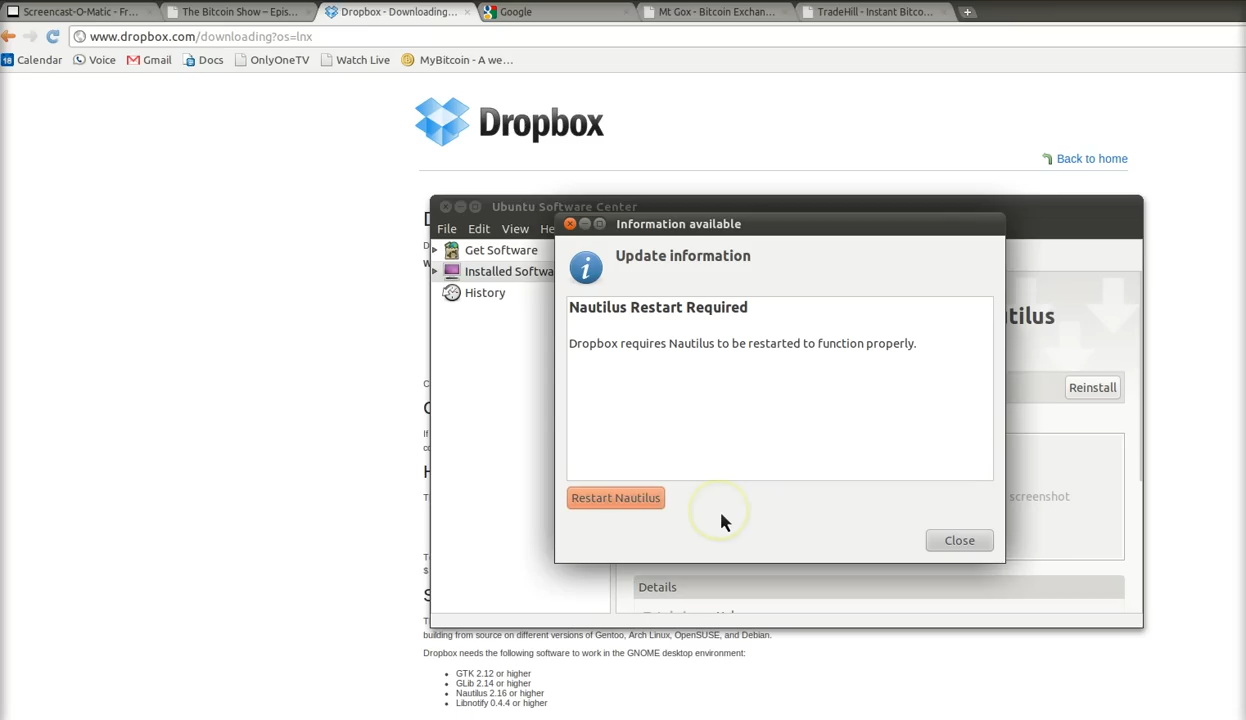 Screencast-O-Matic - Fr...
The Bitcoin Show – Epis...
Dropbox - Downloading...
Google
Mt Gox - Bitcoin Exchan...
TradeHill - Instant Bitco...
www.dropbox.com/downloading?os=lnx
18 Calendar
Voice
Gmail
Docs
OnlyOneTV
Watch Live
MyBitcoin - A we...
Dropbox
Back to home
Ubuntu Software Center
File Edit View He
Get Software
Installed Softwa
History
Information available
Update information
Nautilus Restart Required
Dropbox requires Nautilus to be restarted to function properly.
Restart Nautilus
Close
tilus
Reinstall
screenshot
Details
building from source on different versions of Gentoo, Arch Linux, OpenSUSE, and Debian.
Dropbox needs the following software to work in the GNOME desktop environment:
GTK 2.12 or higher
GLib 2.14 or higher
Nautilus 2.16 or higher
Libnotify 0.4.4 or higher